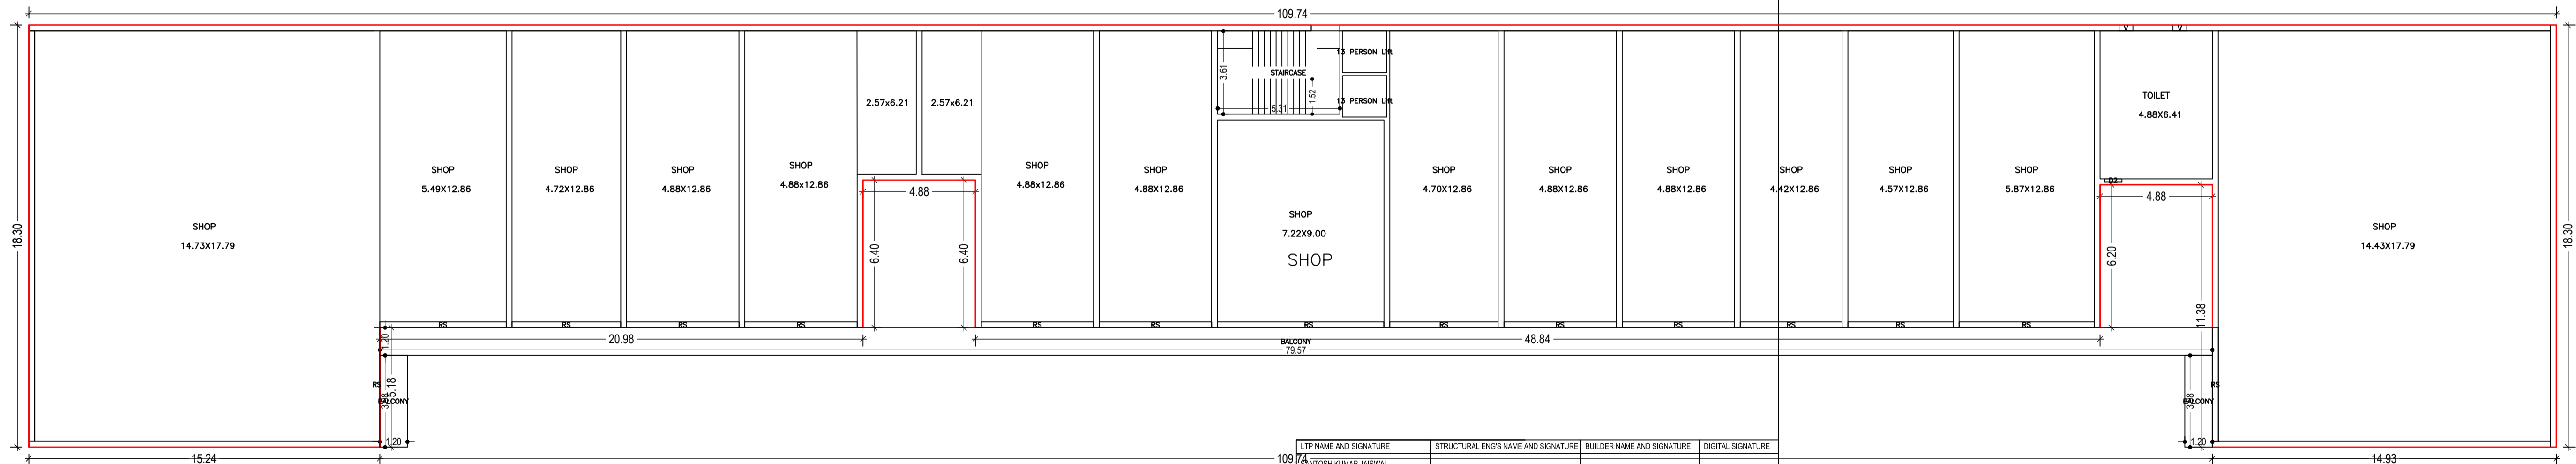 109.74
V
V
13 PERSON Lift
STAIRCASE
3.61
1.52
5.31
13 PERSON Lift
2.57x6.21
2.57x6.21
TOILET
4.88X6.41
SHOP
5.49X12.86
SHOP
4.72X12.86
SHOP
4.88X12.86
SHOP
4.88x12.86
SHOP
4.88x12.86
SHOP
4.88X12.86
SHOP
4.70X12.86
SHOP
4.88X12.86
SHOP
4.88X12.86
SHOP
4.42X12.86
SHOP
4.57X12.86
SHOP
5.87X12.86
D2
4.88
4.88
SHOP
14.73X17.79
SHOP
7.22X9.00
SHOP
SHOP
14.43X17.79
18.30
18.30
6.40
6.40
6.20
11.38
RS
RS
RS
RS
RS
RS
RS
RS
RS
RS
RS
RS
RS
1.20
20.98
BALCONY
48.84
79.57
RS
5.18
BALCONY
1.20
RS
BALCONY
1.20
LTP NAME AND SIGNATURE
STRUCTURAL ENG'S NAME AND SIGNATURE
BUILDER NAME AND SIGNATURE
DIGITAL SIGNATURE
SANTOSH KUMAR JAISWAL
15.24
109.74
14.93